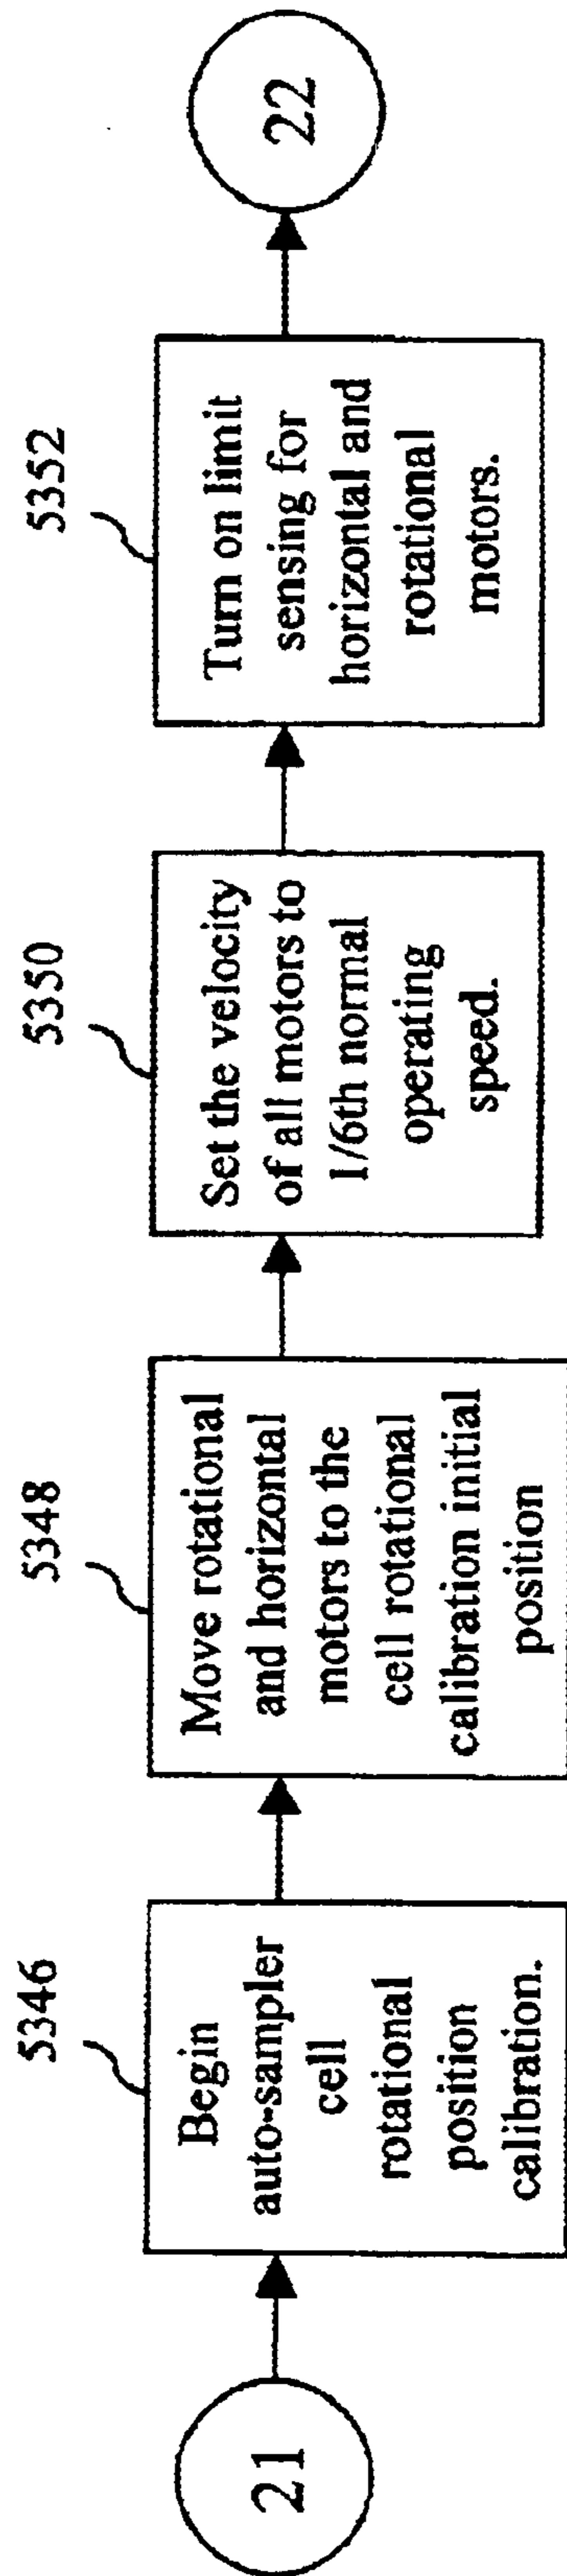 21
5346
Begin
auto-sampler
cell
rotational
position
calibration.
5348
Move rotational
and horizontal
motors to the
cell rotational
calibration initial
position
5350
Set the velocity
of all motors to
1/6th normal
operating
speed.
5352
Turn on limit
sensing for
horizontal and
rotational
motors.
22